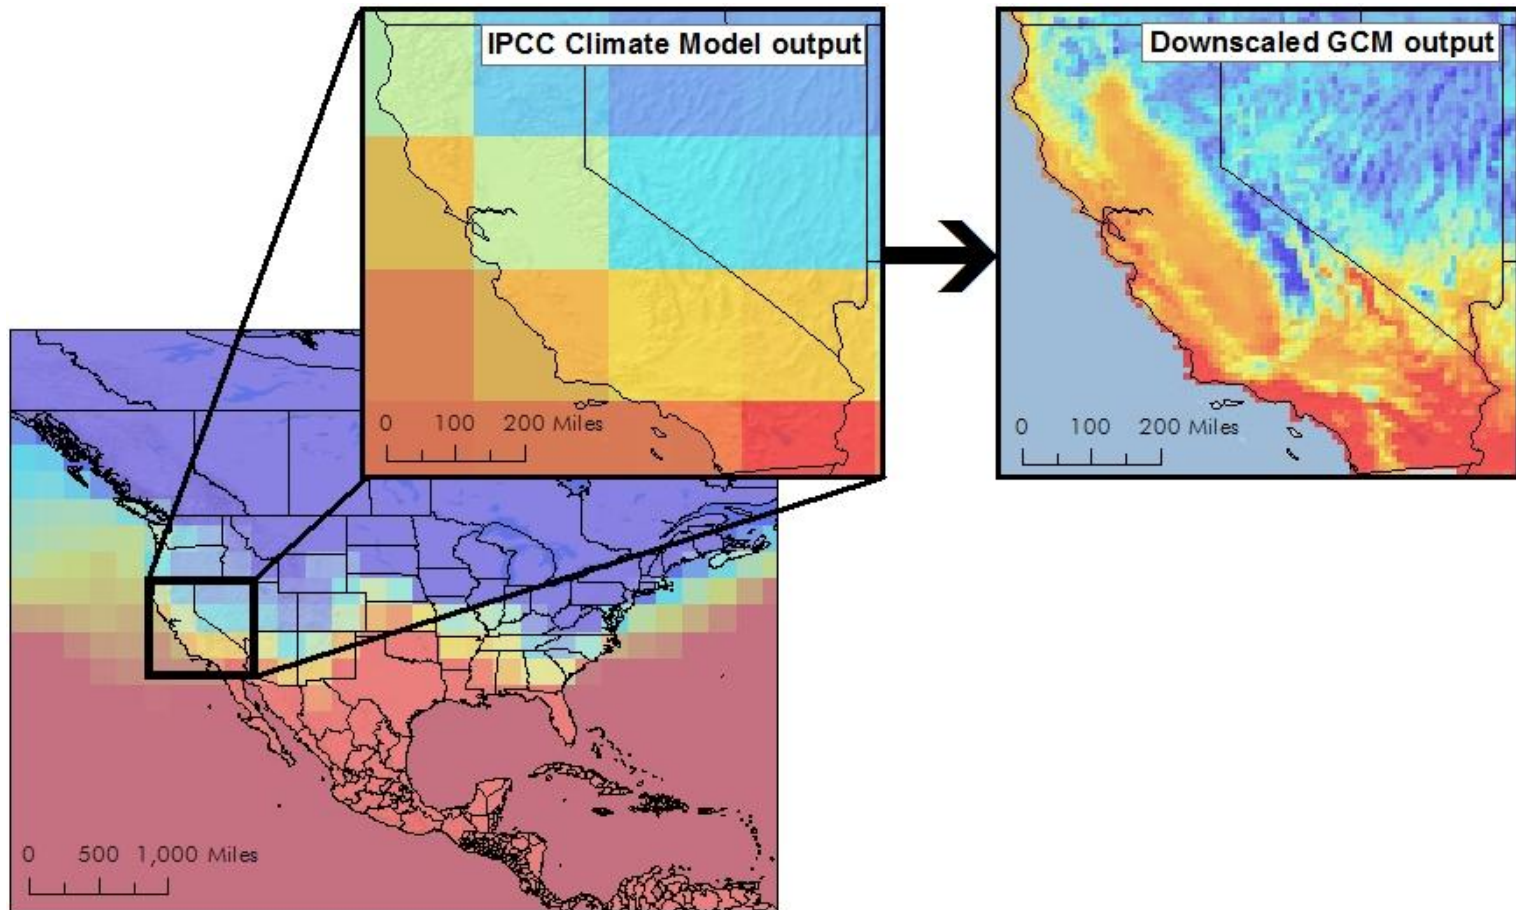 IPCC Climate Model output
Downscaled GCM output
0 100 200 Miles
0 100 200 Miles
0 500 1,000 Miles